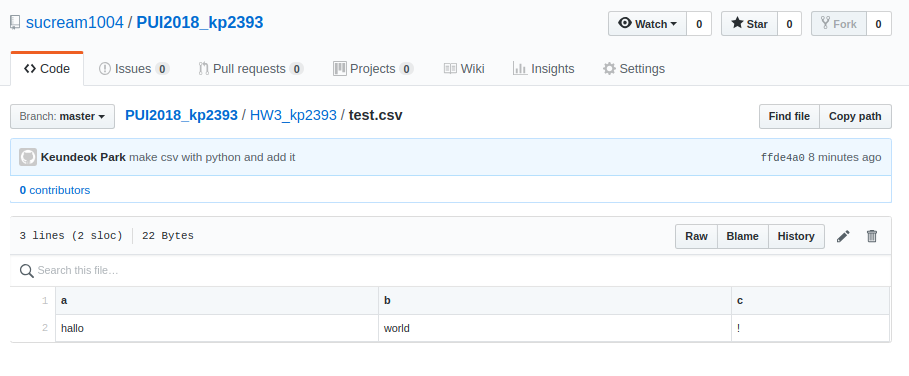 sucream1004 / PUI2018_kp2393
Watch 0 Star 0 Fork 0
Code Issues 0 Pull requests 0 Projects 0 Wiki Insights Settings
Branch: master PUI2018_kp2393 / HW3_kp2393 / test.csv Find file Copy path
Keundeok Park make csv with python and add it ffde4a0 8 minutes ago
0 contributors
3 lines (2 sloc) 22 Bytes Raw Blame History
Search this file…
1 a b c
2 hallo world !